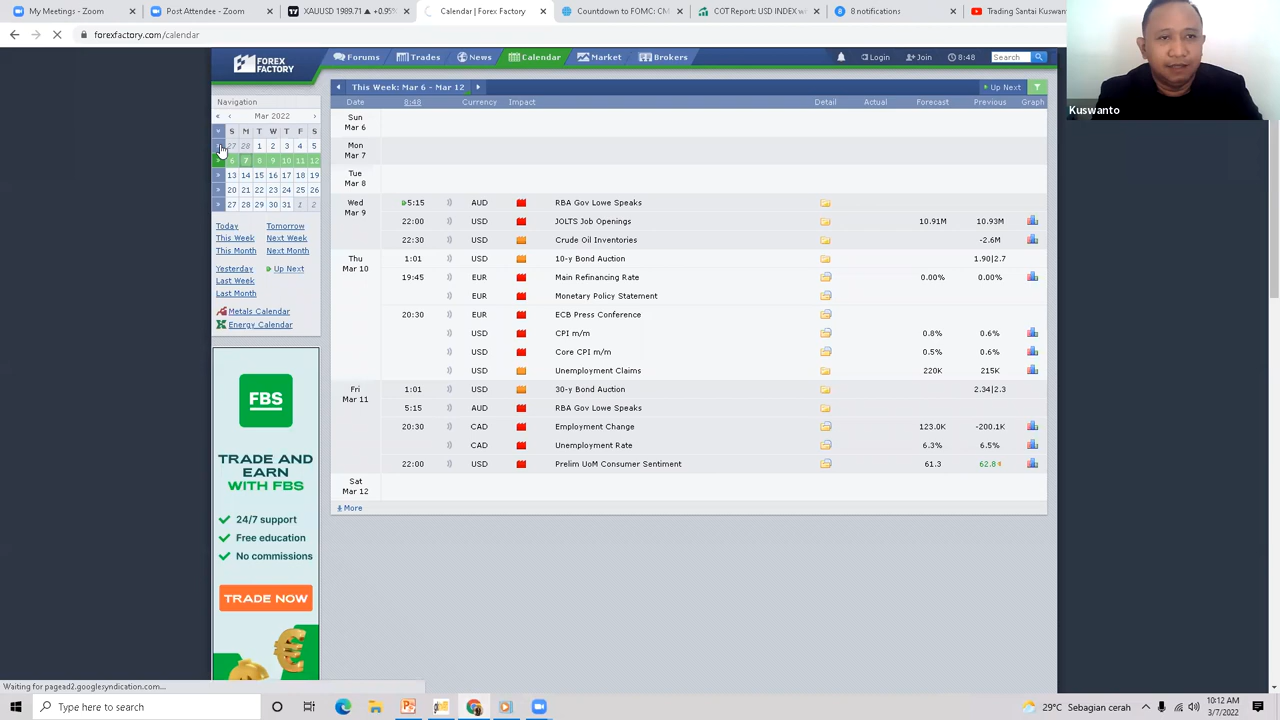 My Meetings - Zoom
Post Attendee - Zoom
XAUUSD 1989.71 ▲ +0.95%
Calendar | Forex Factory
Countdown to FOMC: CM
COT Report: USD INDEX w
8 notifications
Trading Santai Kuswan
forexfactory.com/calendar
Kuswanto
FOREX FACTORY
Forums
Trades
News
Calendar
Market
Brokers
Login
Join
8:48
Search
Navigation
« ‹ Mar 2022 › »
S M T W T F S
27 28 1 2 3 4 5
6 7 8 9 10 11 12
13 14 15 16 17 18 19
20 21 22 23 24 25 26
27 28 29 30 31 1 2
Today Tomorrow
This Week Next Week
This Month Next Month
Yesterday Up Next
Last Week
Last Month
Metals Calendar
Energy Calendar
This Week: Mar 6 - Mar 12
Up Next
Date 8:48 Currency Impact Detail Actual Forecast Previous Graph
Sun
Mar 6
Mon
Mar 7
Tue
Mar 8
Wed
Mar 9
5:15 AUD RBA Gov Lowe Speaks
22:00 USD JOLTS Job Openings 10.91M 10.93M
22:30 USD Crude Oil Inventories -2.6M
Thu
Mar 10
1:01 USD 10-y Bond Auction 1.90|2.7
19:45 EUR Main Refinancing Rate 0.00% 0.00%
EUR Monetary Policy Statement
20:30 EUR ECB Press Conference
USD CPI m/m 0.8% 0.6%
USD Core CPI m/m 0.5% 0.6%
USD Unemployment Claims 220K 215K
Fri
Mar 11
1:01 USD 30-y Bond Auction 2.34|2.3
5:15 AUD RBA Gov Lowe Speaks
20:30 CAD Employment Change 123.0K -200.1K
CAD Unemployment Rate 6.3% 6.5%
22:00 USD Prelim UoM Consumer Sentiment 61.3 62.8
Sat
Mar 12
More
FBS
TRADE AND
EARN
WITH FBS
24/7 support
Free education
No commissions
TRADE NOW
Waiting for pagead2.googlesyndication.com...
Type here to search
29°C Sebagian cerah
10:12 AM
3/7/2022